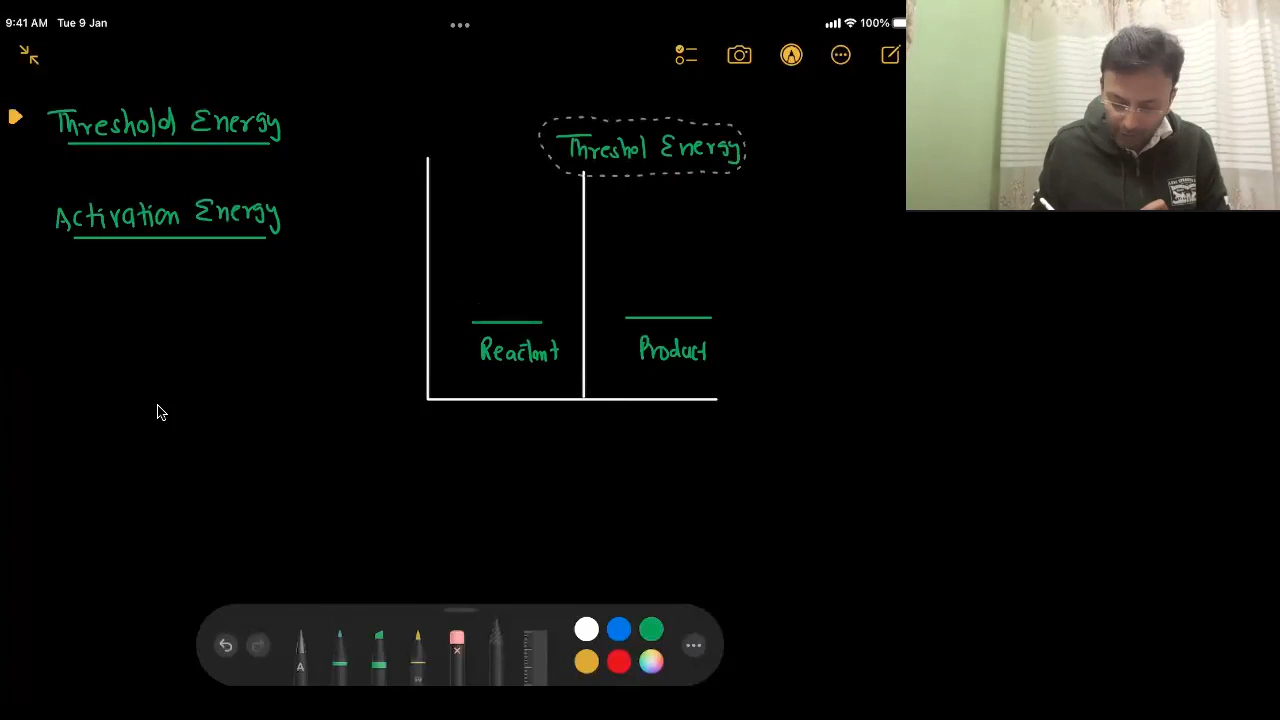 9:41 AM Tue 9 Jan
100%
Threshold Energy
Threshol Energy
Activation Energy
Reactant
Product
A